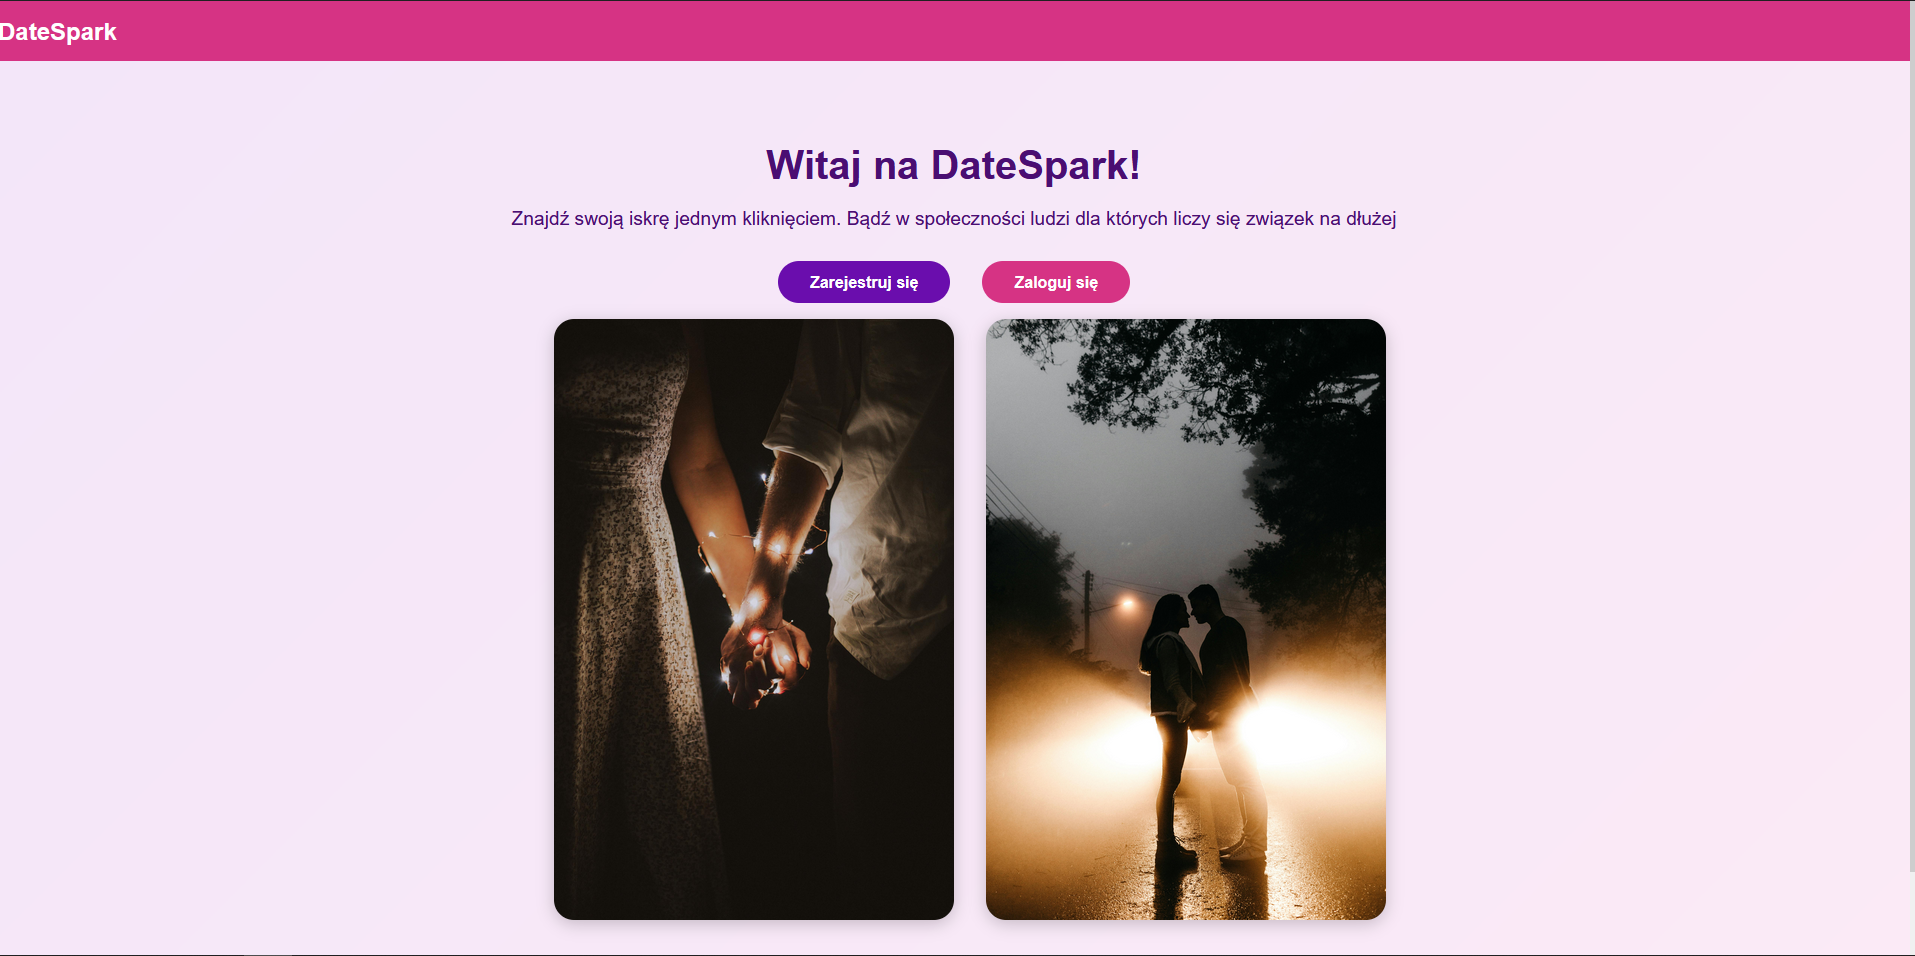 DateSpark
Witaj na DateSpark!
Znajdź swoją iskrę jednym kliknięciem. Bądź w społeczności ludzi dla których liczy się związek na dłużej
Zarejestruj się
Zaloguj się